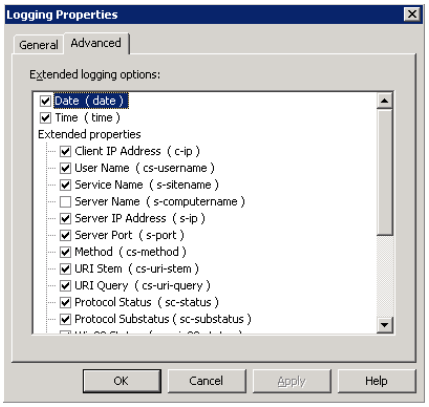 Logging Properties
General Advanced
Extended logging options:
Date ( date )
Time ( time )
Extended properties
Client IP Address ( c-ip )
User Name ( cs-username )
Service Name ( s-sitename )
Server Name ( s-computername )
Server IP Address ( s-ip )
Server Port ( s-port )
Method ( cs-method )
URI Stem ( cs-uri-stem )
URI Query ( cs-uri-query )
Protocol Status ( sc-status )
Protocol Substatus ( sc-substatus )
OK Cancel Apply Help